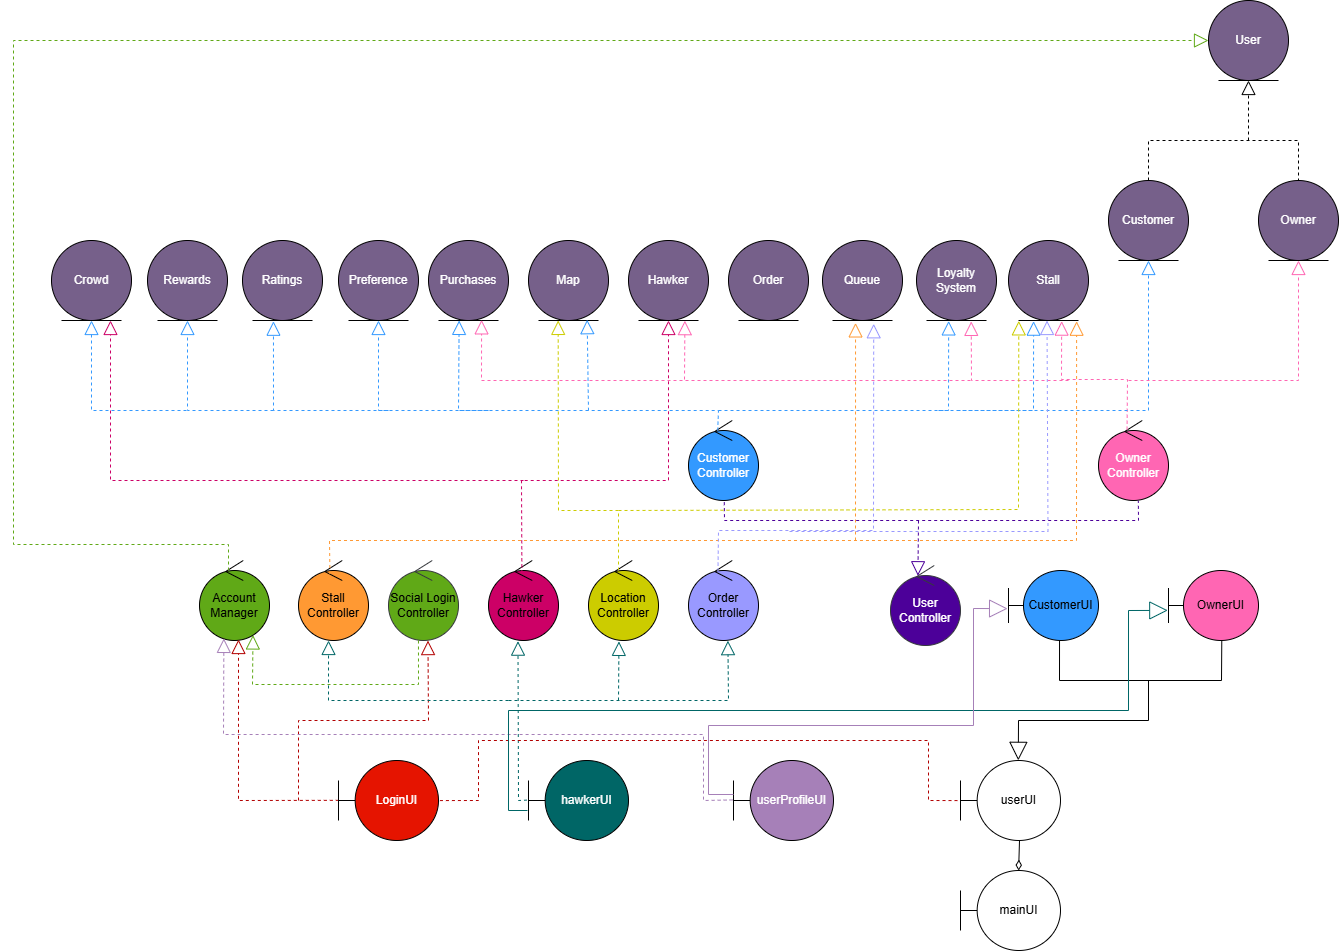 User
Customer
Owner
Crowd
Rewards
Ratings
Preference
Purchases
Map
Hawker
Order
Queue
Loyalty
System
Stall
Customer
Controller
Owner
Controller
Account
Manager
Stall
Controller
Social Login
Controller
Hawker
Controller
Location
Controller
Order
Controller
User
Controller
CustomerUI
OwnerUI
LoginUI
hawkerUI
userProfileUI
userUI
mainUI